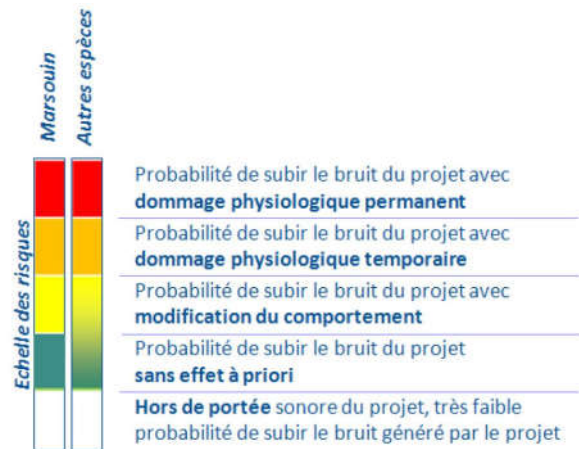 Marsouin
Autres espèces
Echelle des risques
Probabilité de subir le bruit du projet avec
dommage physiologique permanent
Probabilité de subir le bruit du projet avec
dommage physiologique temporaire
Probabilité de subir le bruit du projet avec
modification du comportement
Probabilité de subir le bruit du projet
sans effet à priori
Hors de portée sonore du projet, très faible
probabilité de subir le bruit généré par le projet